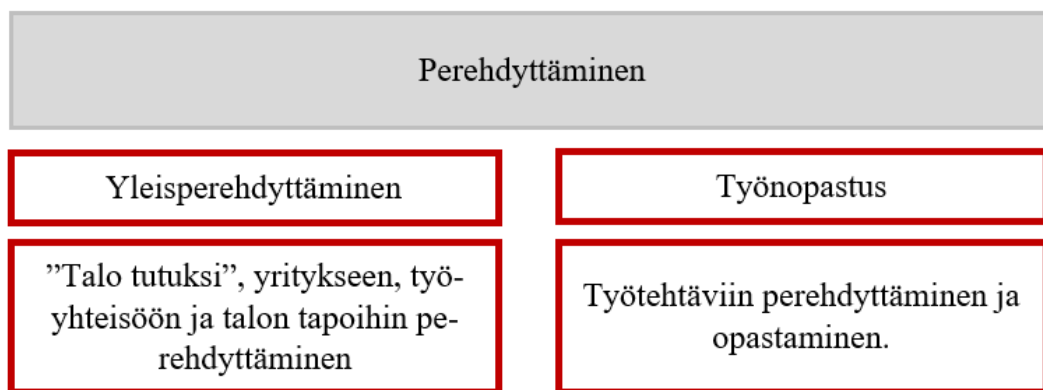 Perehdyttäminen
Yleisperehdyttäminen
Työnopastus
”Talo tutuksi”, yritykseen, työ-
yhteisöön ja talon tapoihin pe-
rehdyttäminen
Työtehtäviin perehdyttäminen ja
opastaminen.